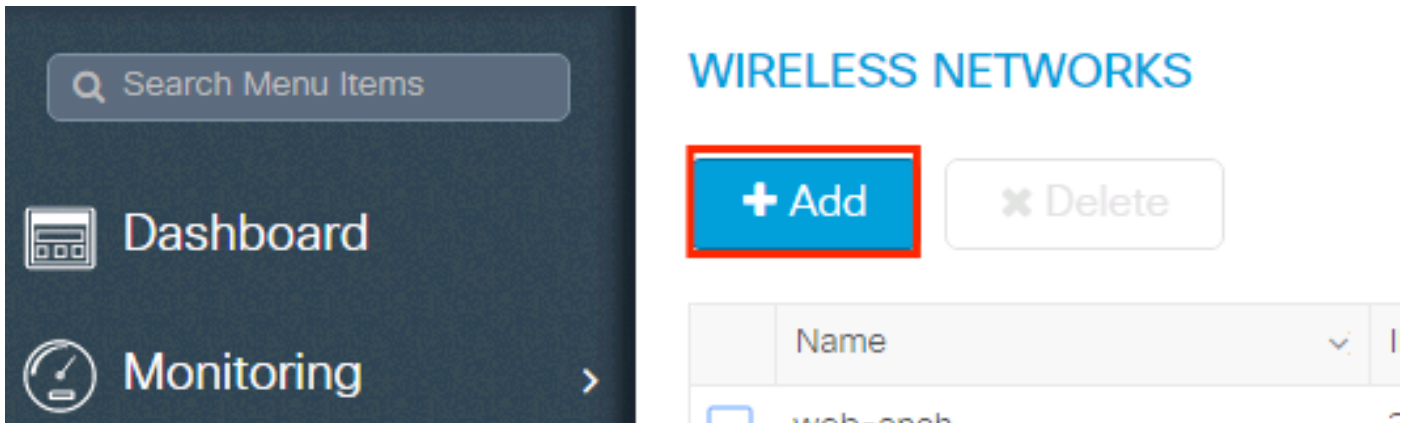 Search Menu Items
Dashboard
Monitoring
WIRELESS NETWORKS
Add
Delete
Name